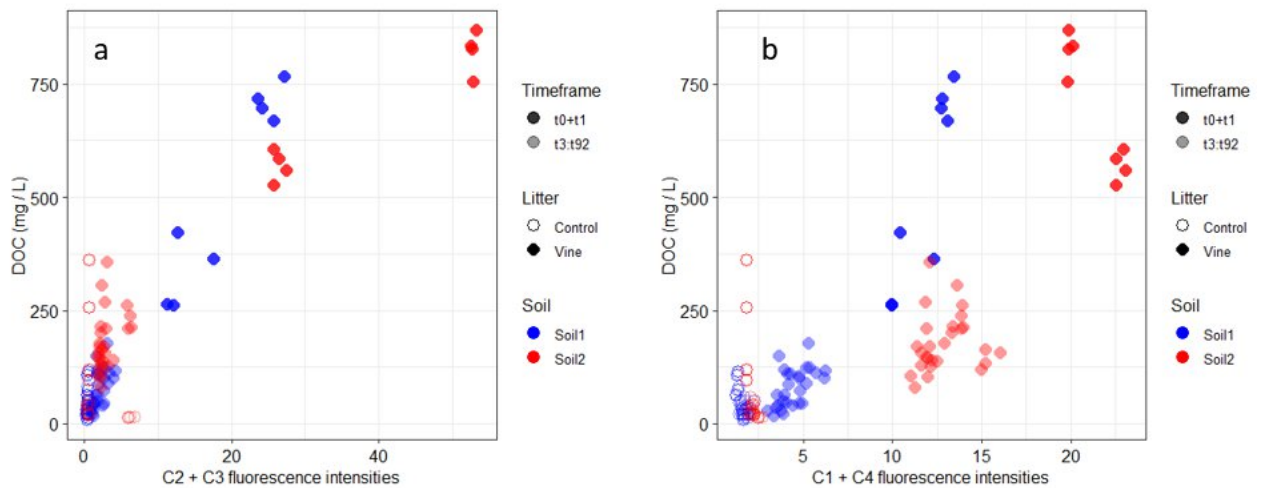 a
DOC (mg / L)
750
500
250
0
0
20
40
C2 + C3 fluorescence intensities
Timeframe
t0+t1
t3:t92
Litter
Control
Vine
Soil
Soil1
Soil2
b
DOC (mg / L)
750
500
250
0
5
10
15
20
C1 + C4 fluorescence intensities
Timeframe
t0+t1
t3:t92
Litter
Control
Vine
Soil
Soil1
Soil2